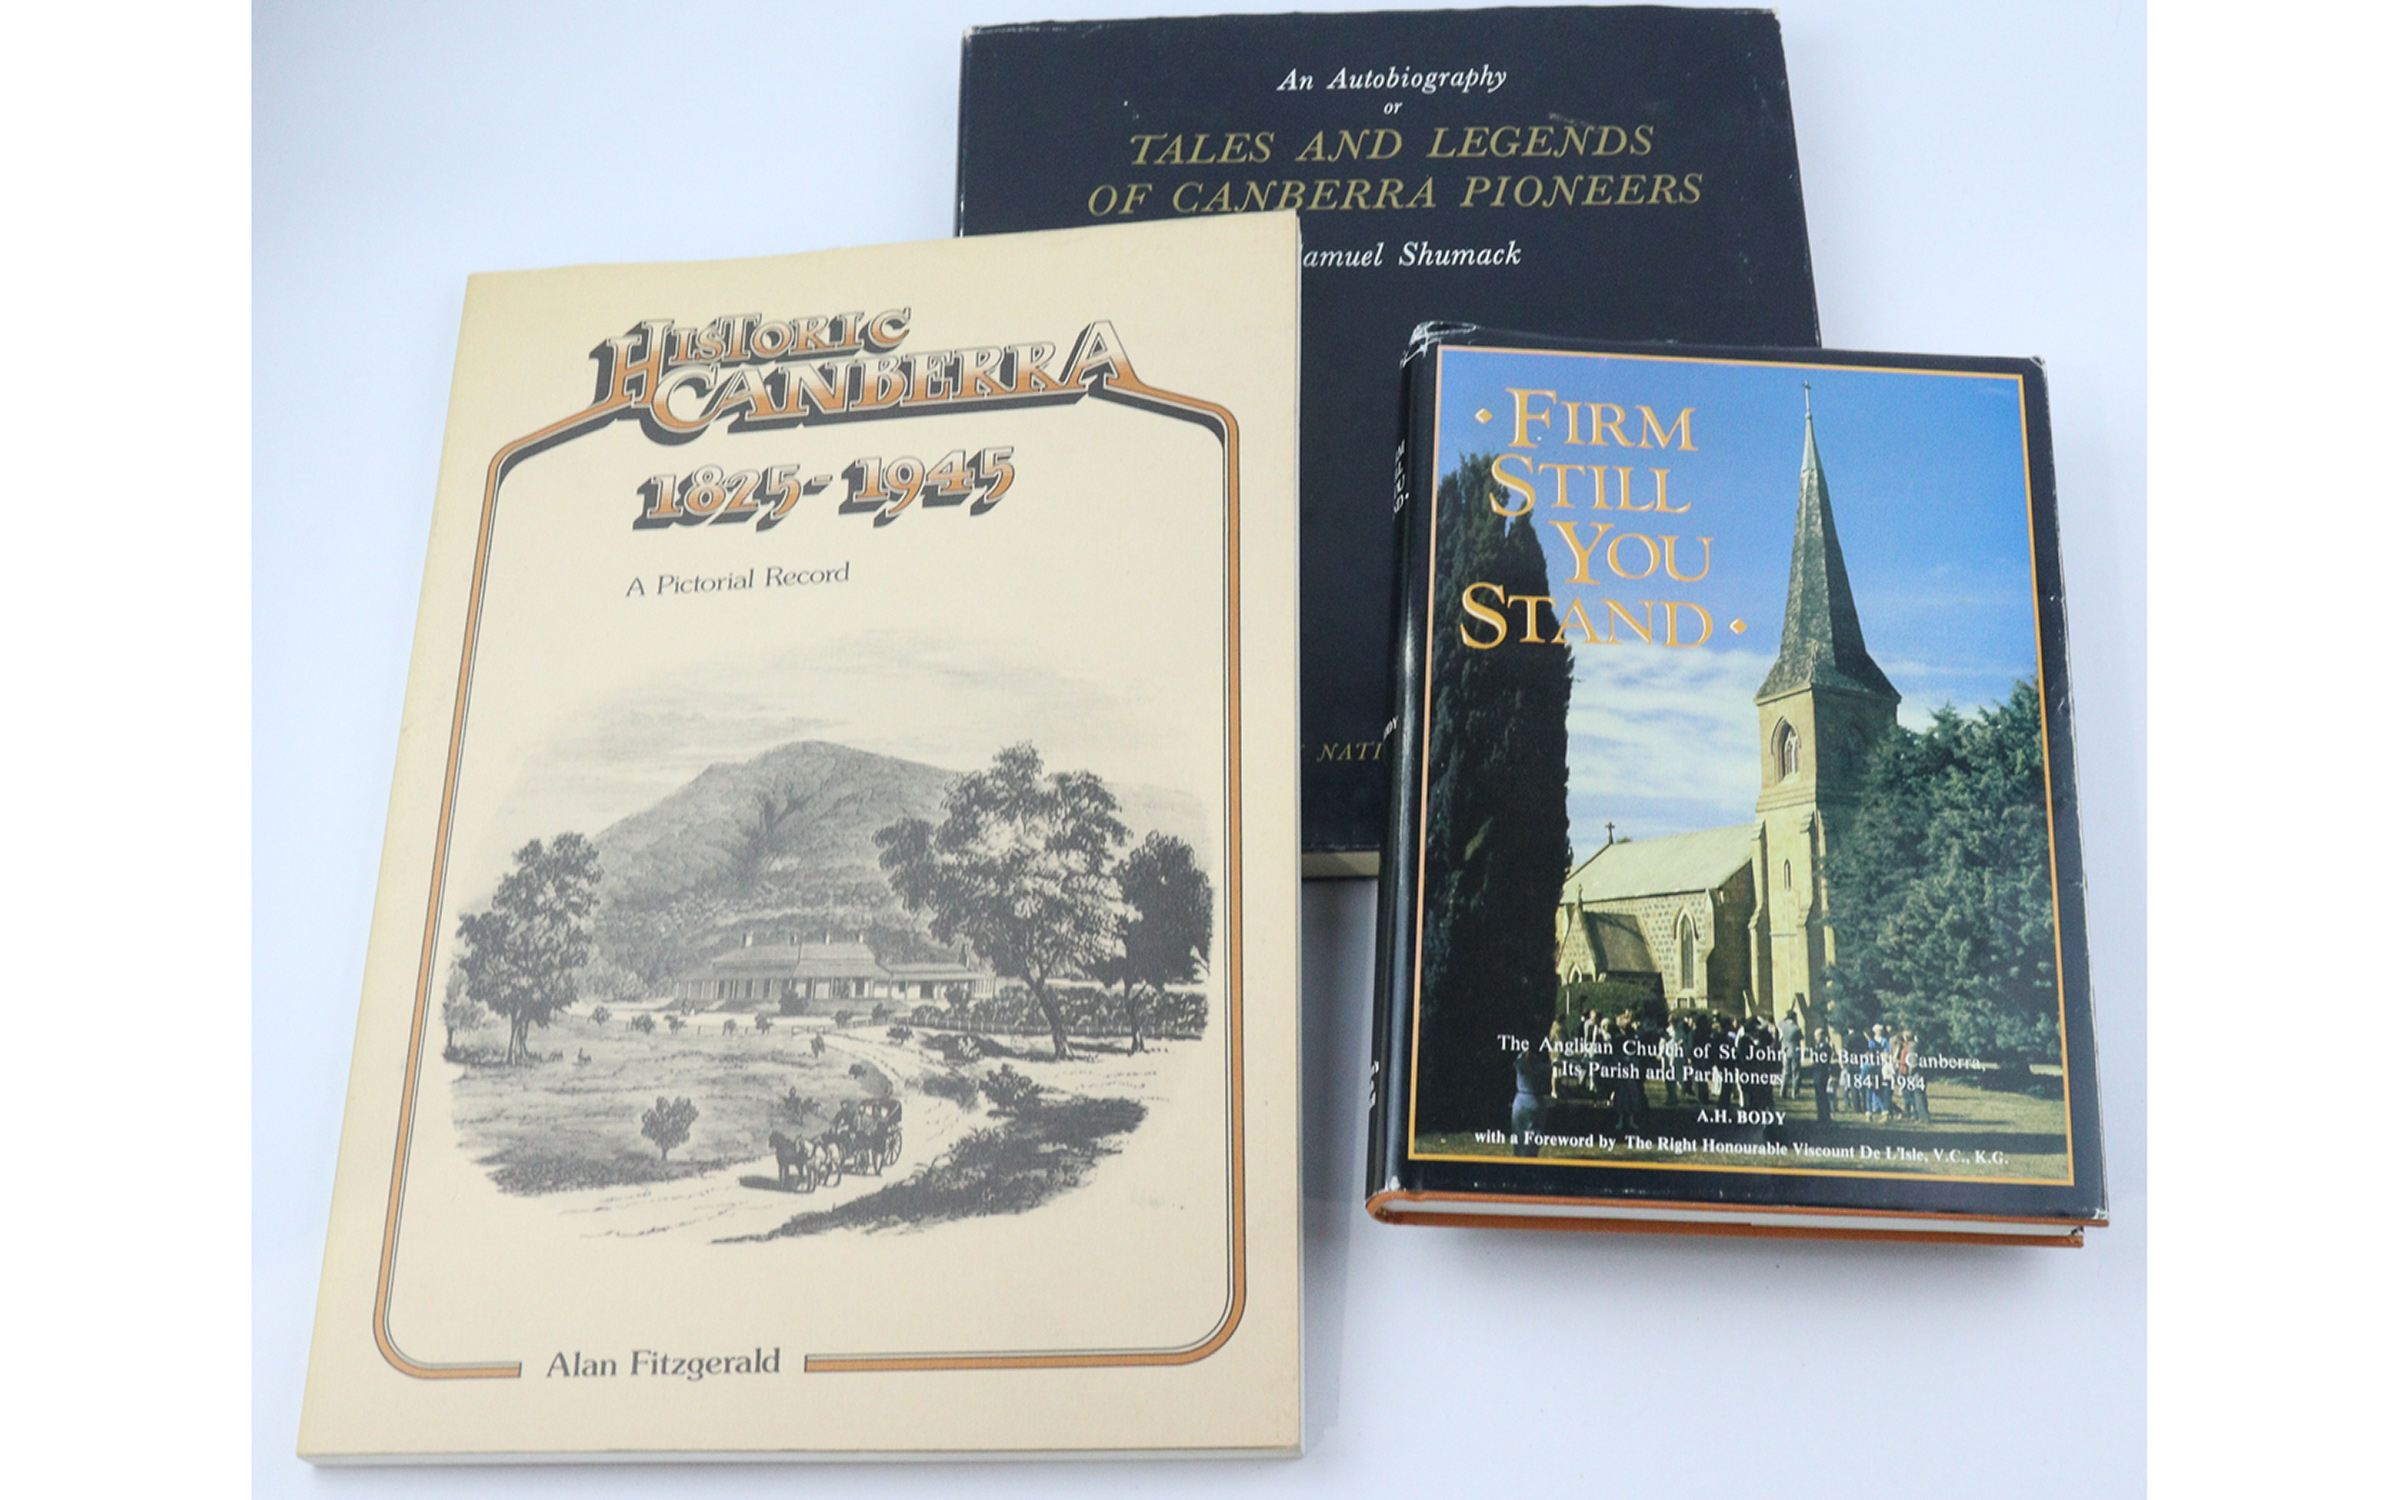 An Autobiography
or
TALES AND LEGENDS
OF CANBERRA PIONEERS
amuel Shumack
NATI
HISTORIC
CANBERRA
1825-1945
A Pictorial Record
Alan Fitzgerald
FIRM
STILL
YOU
STAND
The Anglican Church of St John The Baptist Canberra,
Its Parish and Parishioners 1841-1984
A.H. BODY
with a Foreword by The Right Honourable Viscount De L'Isle, V.C., K.G.